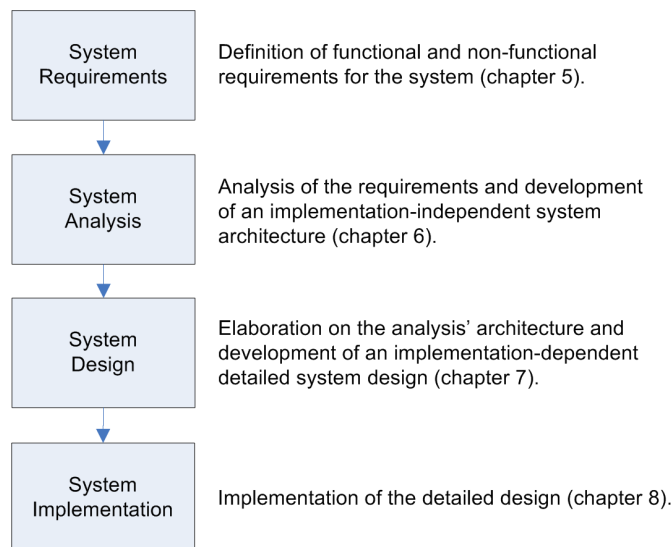 System
Requirements
Definition of functional and non-functional
requirements for the system (chapter 5).
System
Analysis
Analysis of the requirements and development
of an implementation-independent system
architecture (chapter 6).
System
Design
Elaboration on the analysis’ architecture and
development of an implementation-dependent
detailed system design (chapter 7).
System
Implementation
Implementation of the detailed design (chapter 8).